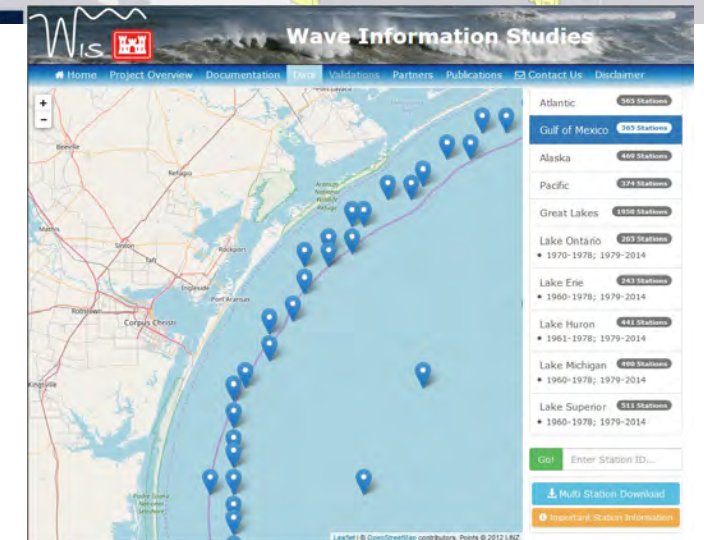 WIS
Wave Information Studies
Home Project Overview Documentation Data Validations Partners Publications Contact Us Disclaimer
+
-
Beeville
Refugio
Aransas National Wildlife Refuge
Mathis
Sinton
Taft
Rockport
Ingleside
Port Aransas
Robstown
Corpus Christi
Kingsville
Padre Island National Seashore
Atlantic 565 Stations
Gulf of Mexico 365 Stations
Alaska 469 Stations
Pacific 374 Stations
Great Lakes 1950 Stations
Lake Ontario 265 Stations
• 1970-1978; 1979-2014
Lake Erie 243 Stations
• 1960-1978; 1979-2014
Lake Huron 441 Stations
• 1961-1978; 1979-2014
Lake Michigan 490 Stations
• 1960-1978; 1979-2014
Lake Superior 511 Stations
• 1960-1978; 1979-2014
Go! Enter Station ID...
Multi Station Download
Important Station Information
Leaflet | © OpenStreetMap contributors, Points © 2012 LINZ